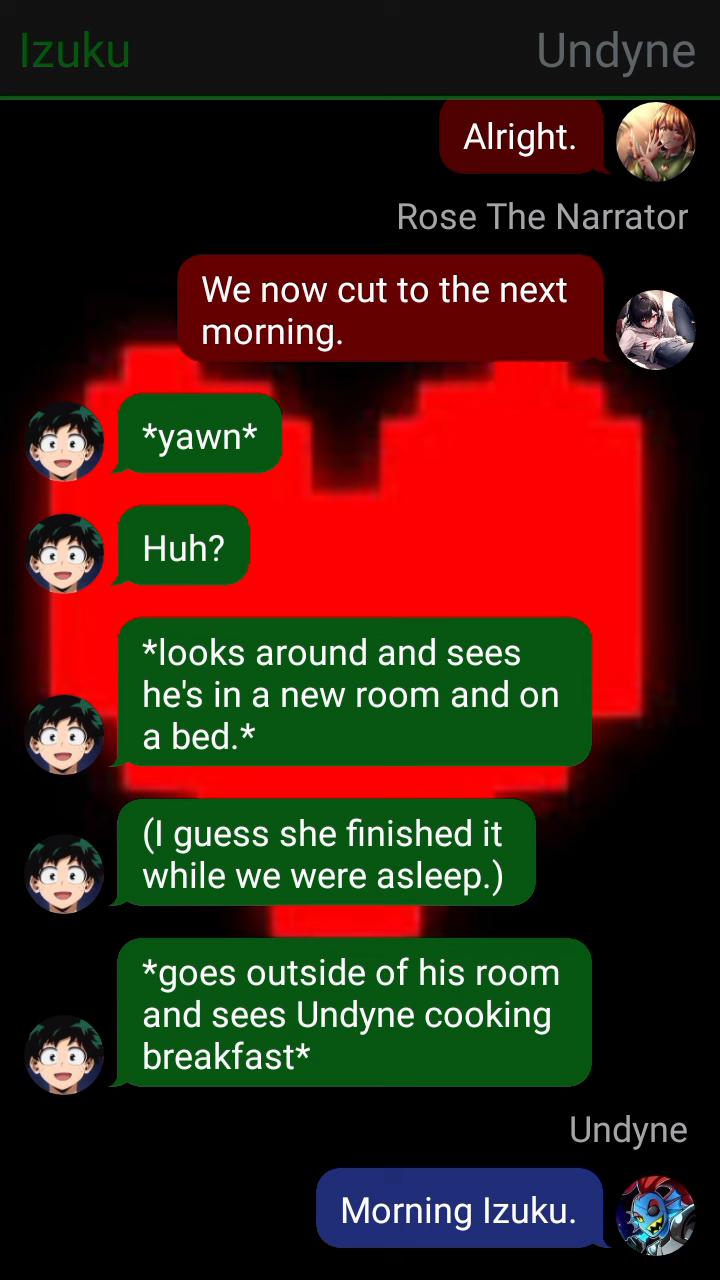 Izuku
Undyne
Alright.
Rose The Narrator
We now cut to the next
morning.
*yawn*
Huh?
*looks around and sees
he's in a new room and on
a bed.*
(I guess she finished it
while we were asleep.)
*goes outside of his room
and sees Undyne cooking
breakfast*
Undyne
Morning Izuku.